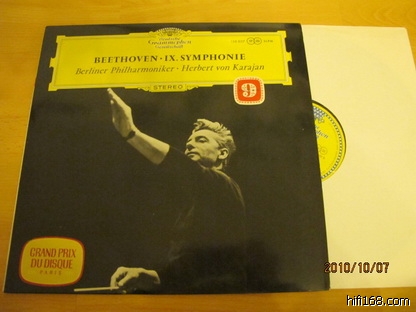 Deutsche
Grammophon
Gesellschaft
BEETHOVEN · IX. SYMPHONIE
Berliner Philharmoniker · Herbert von Karajan
STEREO
9
GRAND PRIX
DU DISQUE
PARIS
2010/10/07
hifi168.com